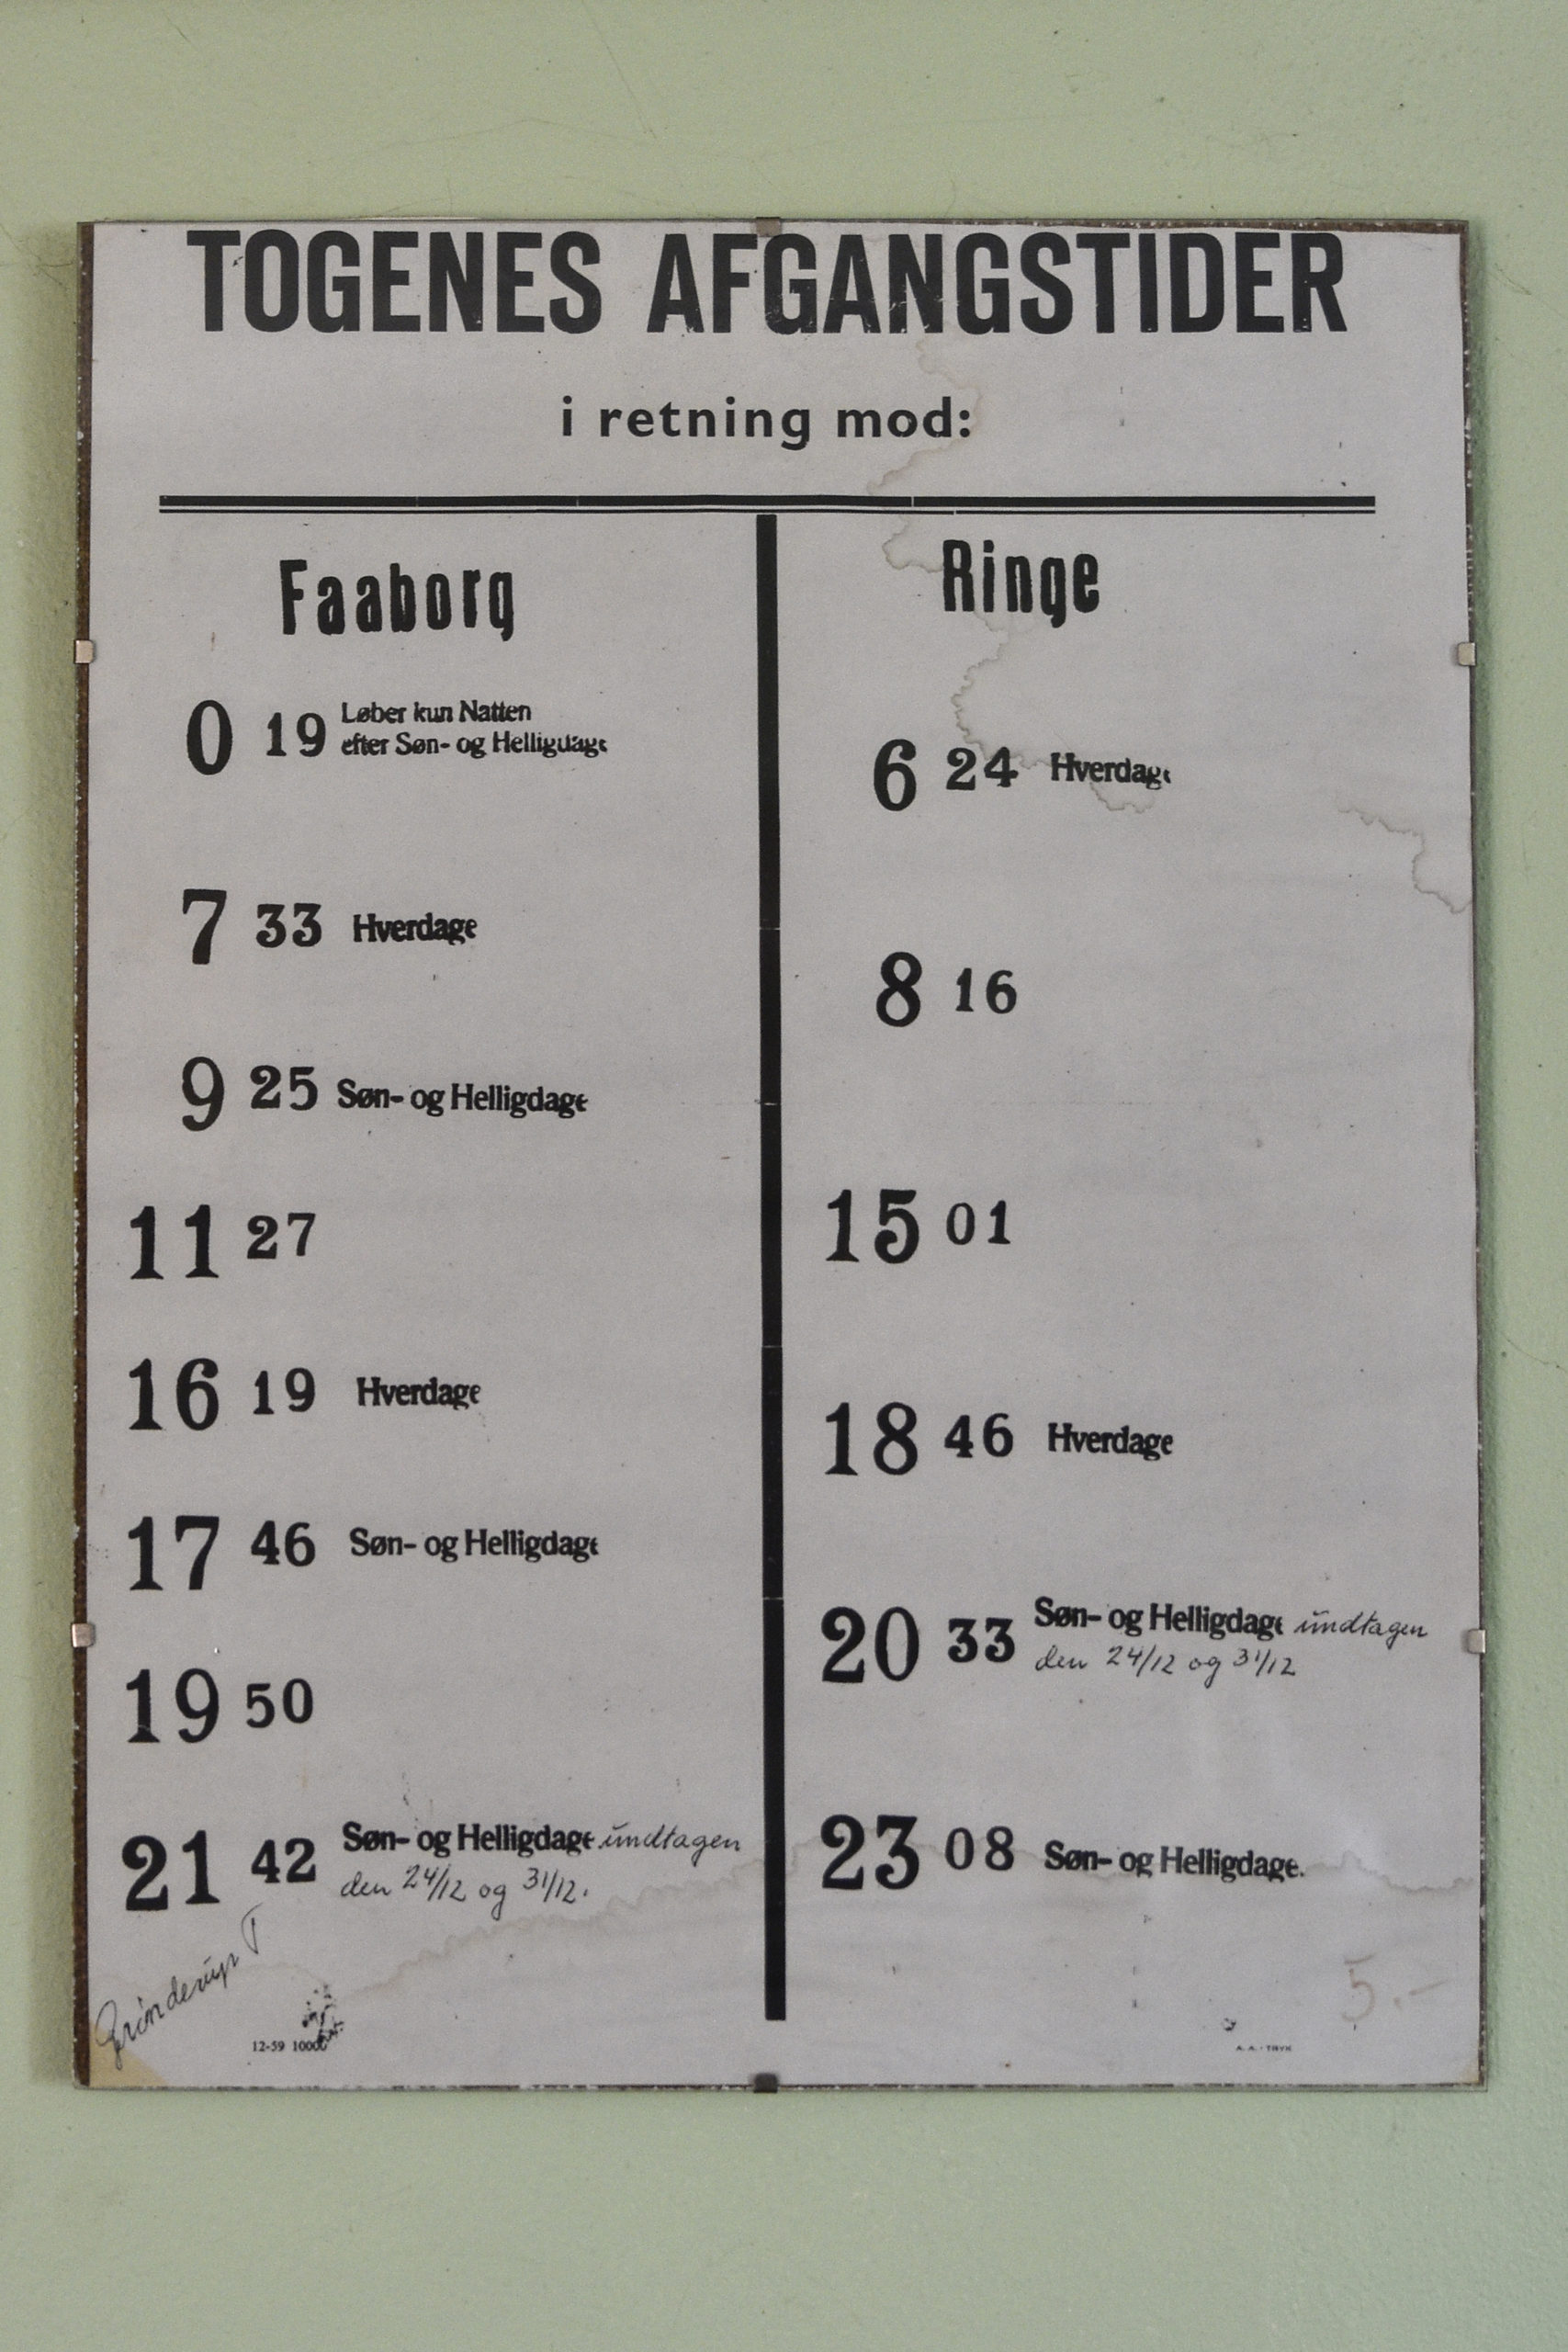 TOGENES AFGANGSTIDER
i retning mod:
Faaborg
0 19 Løber kun Natten
efter Søn- og Helligdage
7 33 Hverdage
9 25 Søn- og Helligdage
11 27
16 19 Hverdage
17 46 Søn- og Helligdage
19 50
21 42 Søn- og Helligdage undtagen
den 24/12 og 31/12.
Ringe
6 24 Hverdage
8 16
15 01
18 46 Hverdage
20 33 Søn- og Helligdage undtagen
den 24/12 og 31/12
23 08 Søn- og Helligdage.
T
12-59
5.-
A. A. - TRYK